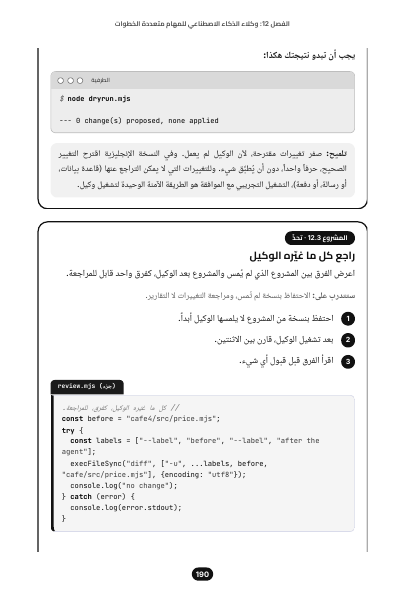 الفصل 12: وكلاء الذكاء الاصطناعي للمهام متعددة الخطوات
يجب أن تبدو نتيجتك هكذا:
الطرفية
$ node dryrun.mjs
--- 0 change(s) proposed, none applied
تلميح: صفر تغييرات مقترحة، لأن الوكيل لم يعمل. وفي النسخة الإنجليزية اقترح التغيير
الصحيح، حرفاً واحداً، دون أن يُطبّق شيء. وللتغييرات التي لا يمكن التراجع عنها (قاعدة بيانات،
أو رسالة، أو دفعة)، التشغيل التجريبي مع الموافقة هو الطريقة الآمنة الوحيدة لتشغيل وكيل.
المشروع 12.3 · تحدٍّ
راجع كل ما غيّره الوكيل
اعرض الفرق بين المشروع الذي لم يُمس والمشروع بعد الوكيل، كفرق واحد قابل للمراجعة.
ستتدرب على: الاحتفاظ بنسخة لم تُمس، ومراجعة التغييرات لا التقارير.
1 احتفظ بنسخة من المشروع لا يلمسها الوكيل أبداً.
2 بعد تشغيل الوكيل، قارن بين الاثنتين.
3 اقرأ الفرق قبل قبول أي شيء.
review.mjs (جزء)
// كل ما غيره الوكيل، كفرق، للمراجعة.
const before = "cafe4/src/price.mjs";
try {
const labels = ["--label", "before", "--label", "after the
agent"];
execFileSync("diff", ["-u", ...labels, before,
"cafe/src/price.mjs"], {encoding: "utf8"});
console.log("no change");
} catch (error) {
console.log(error.stdout);
}
190